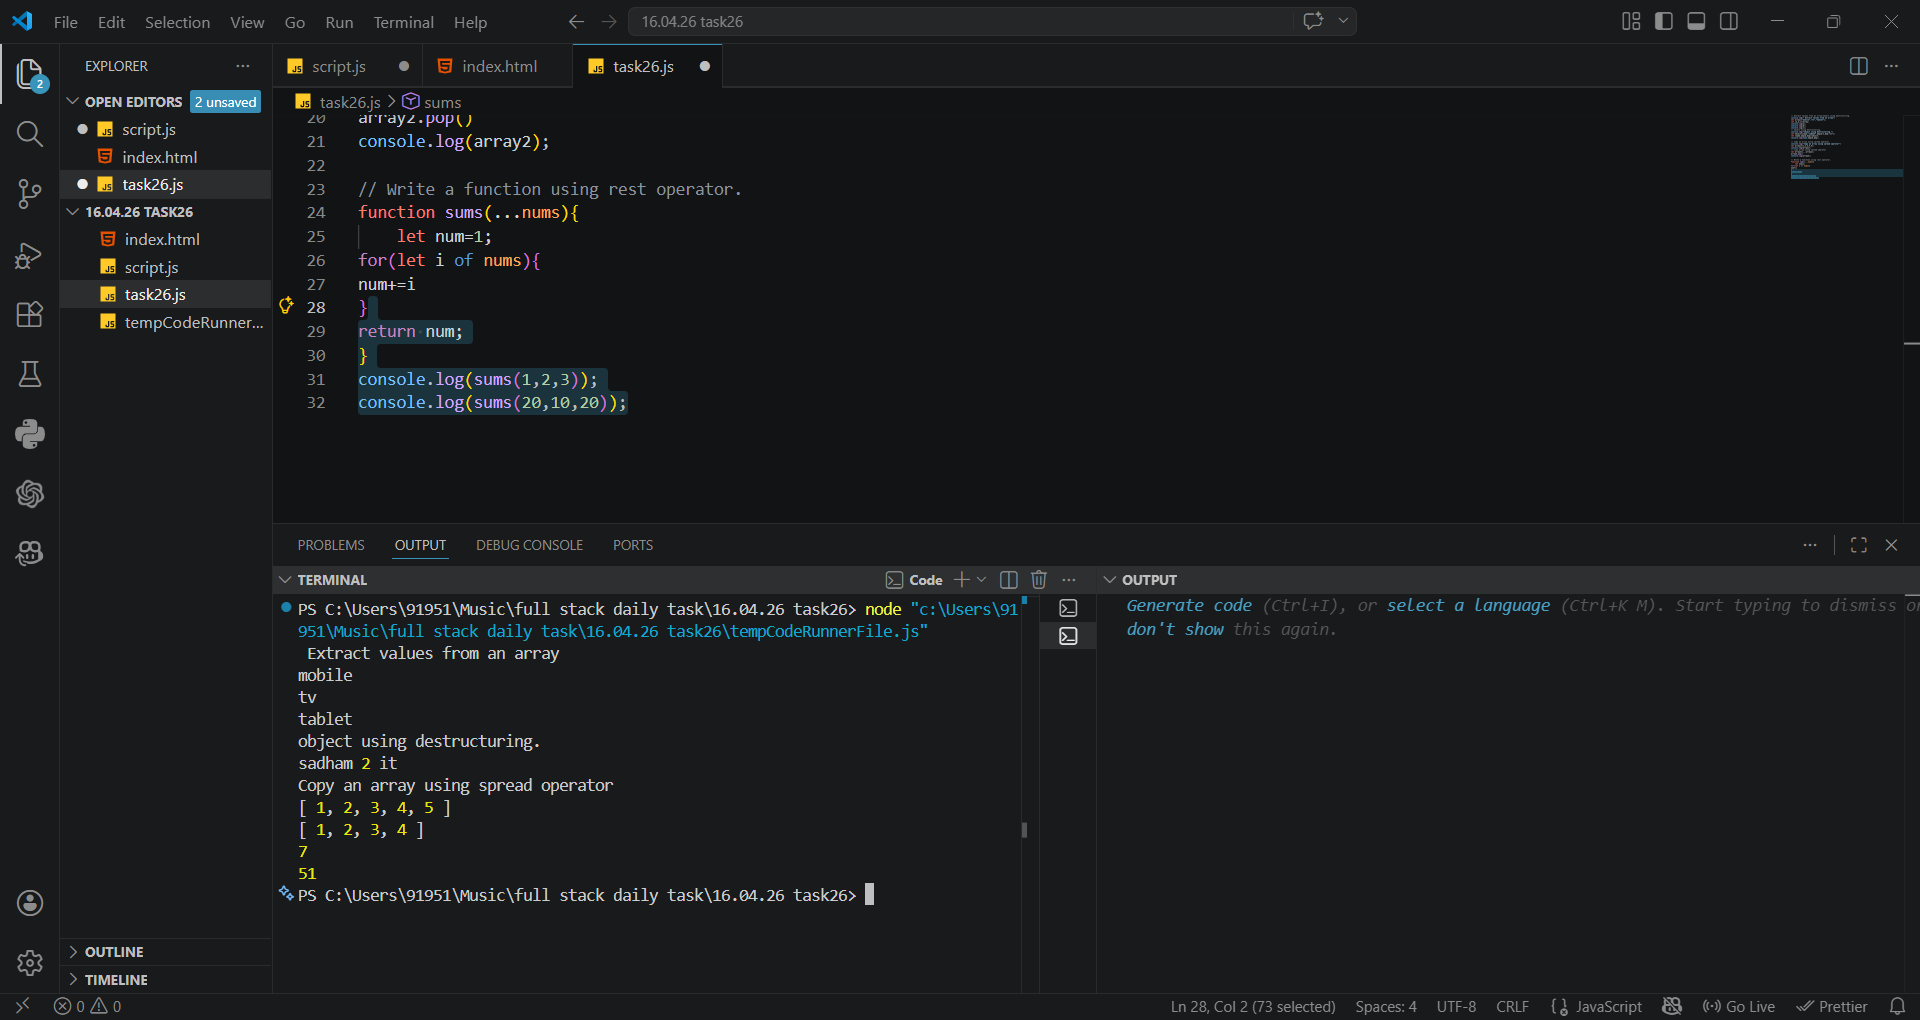 File Edit Selection View Go Run Terminal Help
16.04.26 task26
EXPLORER
OPEN EDITORS 2 unsaved
script.js
index.html
task26.js
16.04.26 TASK26
index.html
script.js
task26.js
tempCodeRunner...
OUTLINE
TIMELINE
2
script.js index.html task26.js
task26.js > sums
20 array2.pop()
21 console.log(array2);
22
23 // Write a function using rest operator.
24 function sums(...nums){
25 let num=1;
26 for(let i of nums){
27 num+=i
28 }
29 return num;
30 }
31 console.log(sums(1,2,3));
32 console.log(sums(20,10,20));
PROBLEMS OUTPUT DEBUG CONSOLE PORTS
TERMINAL
Code
PS C:\Users\91951\Music\full stack daily task\16.04.26 task26> node "c:\Users\91
951\Music\full stack daily task\16.04.26 task26\tempCodeRunnerFile.js"
Extract values from an array
mobile
tv
tablet
object using destructuring.
sadham 2 it
Copy an array using spread operator
[ 1, 2, 3, 4, 5 ]
[ 1, 2, 3, 4 ]
7
51
PS C:\Users\91951\Music\full stack daily task\16.04.26 task26>
OUTPUT
Generate code (Ctrl+I), or select a language (Ctrl+K M). Start typing to dismiss or
don't show this again.
0 0
Ln 28, Col 2 (73 selected) Spaces: 4 UTF-8 CRLF {} JavaScript Go Live Prettier